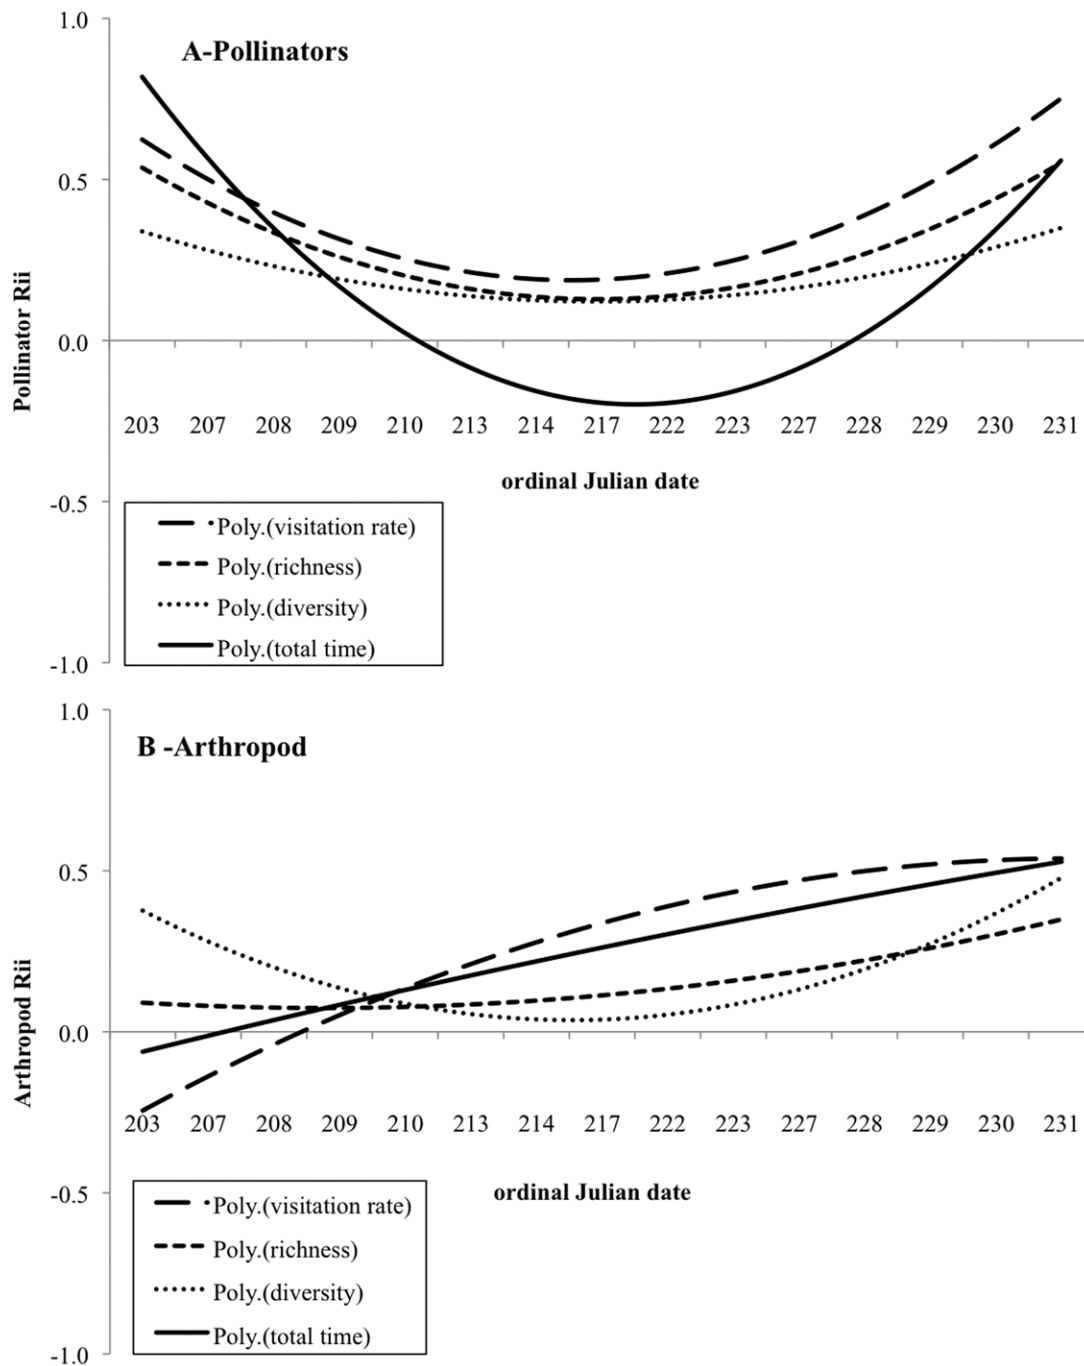 1.0
A-Pollinators
0.5
Pollinator Rii
0.0
203 207 208 209 210 213 214 217 222 223 227 228 229 230 231
ordinal Julian date
-0.5
Poly.(visitation rate)
Poly.(richness)
Poly.(diversity)
Poly.(total time)
-1.0
1.0
B -Arthropod
0.5
Arthropod Rii
0.0
203 207 208 209 210 213 214 217 222 223 227 228 229 230 231
-0.5
ordinal Julian date
Poly.(visitation rate)
Poly.(richness)
Poly.(diversity)
Poly.(total time)
-1.0